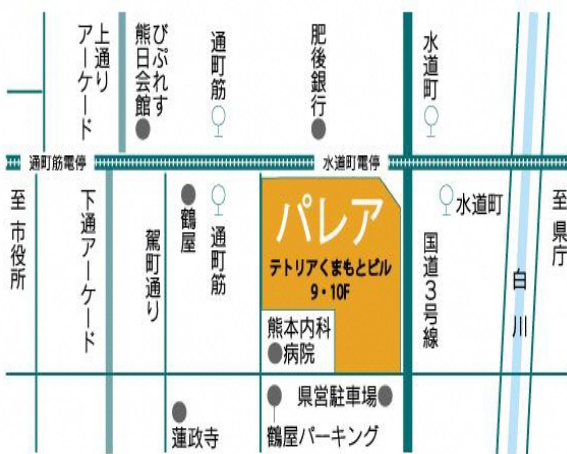 上通り
アーケード
びぷれす
熊日会館
通町筋
肥後銀行
水道町
通町筋電停
水道町電停
至 市役所
下通アーケード
駕町通り
鶴屋
通町筋
パレア
テトリアくまもとビル
9・10F
熊本内科
病院
国道3号線
水道町
白川
至 県庁
蓮政寺
県営駐車場
鶴屋パーキング